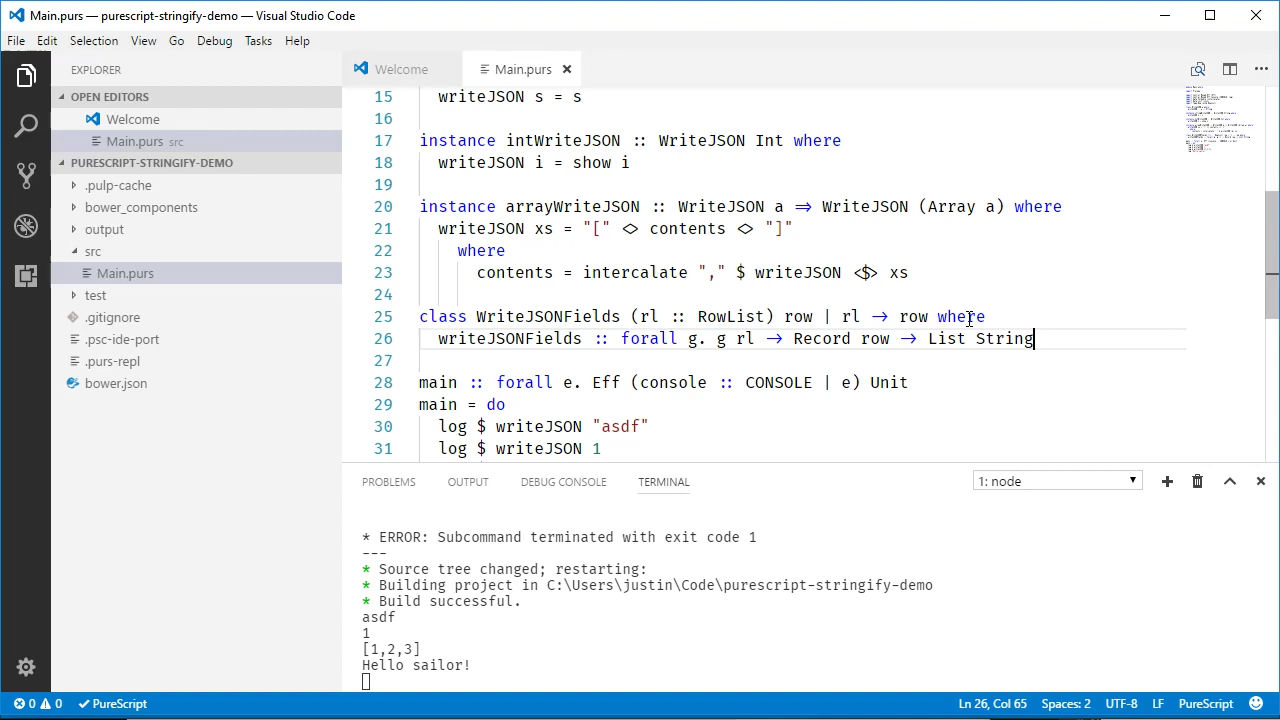 Main.purs — purescript-stringify-demo — Visual Studio Code
File Edit Selection View Go Debug Tasks Help
EXPLORER
OPEN EDITORS
Welcome
Main.purs src
PURESCRIPT-STRINGIFY-DEMO
.pulp-cache
bower_components
output
src
Main.purs
test
.gitignore
.psc-ide-port
.purs-repl
bower.json
Welcome
Main.purs
15 writeJSON s = s
16
17 instance intWriteJSON :: WriteJSON Int where
18 writeJSON i = show i
19
20 instance arrayWriteJSON :: WriteJSON a => WriteJSON (Array a) where
21 writeJSON xs = "[" <> contents <> "]"
22 where
23 contents = intercalate "," $ writeJSON <$> xs
24
25 class WriteJSONFields (rl :: RowList) row | rl -> row where
26 writeJSONFields :: forall g. g rl -> Record row -> List String
27
28 main :: forall e. Eff (console :: CONSOLE | e) Unit
29 main = do
30 log $ writeJSON "asdf"
31 log $ writeJSON 1
PROBLEMS OUTPUT DEBUG CONSOLE TERMINAL
1: node
* ERROR: Subcommand terminated with exit code 1
---
* Source tree changed; restarting:
* Building project in C:\Users\justin\Code\purescript-stringify-demo
* Build successful.
asdf
1
[1,2,3]
Hello sailor!
0 0 PureScript
Ln 26, Col 65 Spaces: 2 UTF-8 LF PureScript